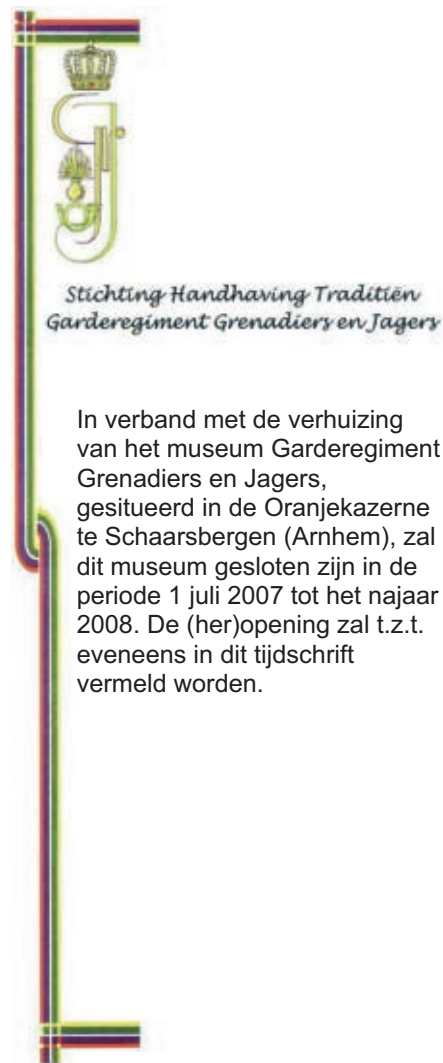 Stichting Handhaving Traditiën
Garderegiment Grenadiers en Jagers
In verband met de verhuizing
van het museum Garderegiment
Grenadiers en Jagers,
gesitueerd in de Oranjekazerne
te Schaarsbergen (Arnhem), zal
dit museum gesloten zijn in de
periode 1 juli 2007 tot het najaar
2008. De (her)opening zal t.z.t.
eveneens in dit tijdschrift
vermeld worden.